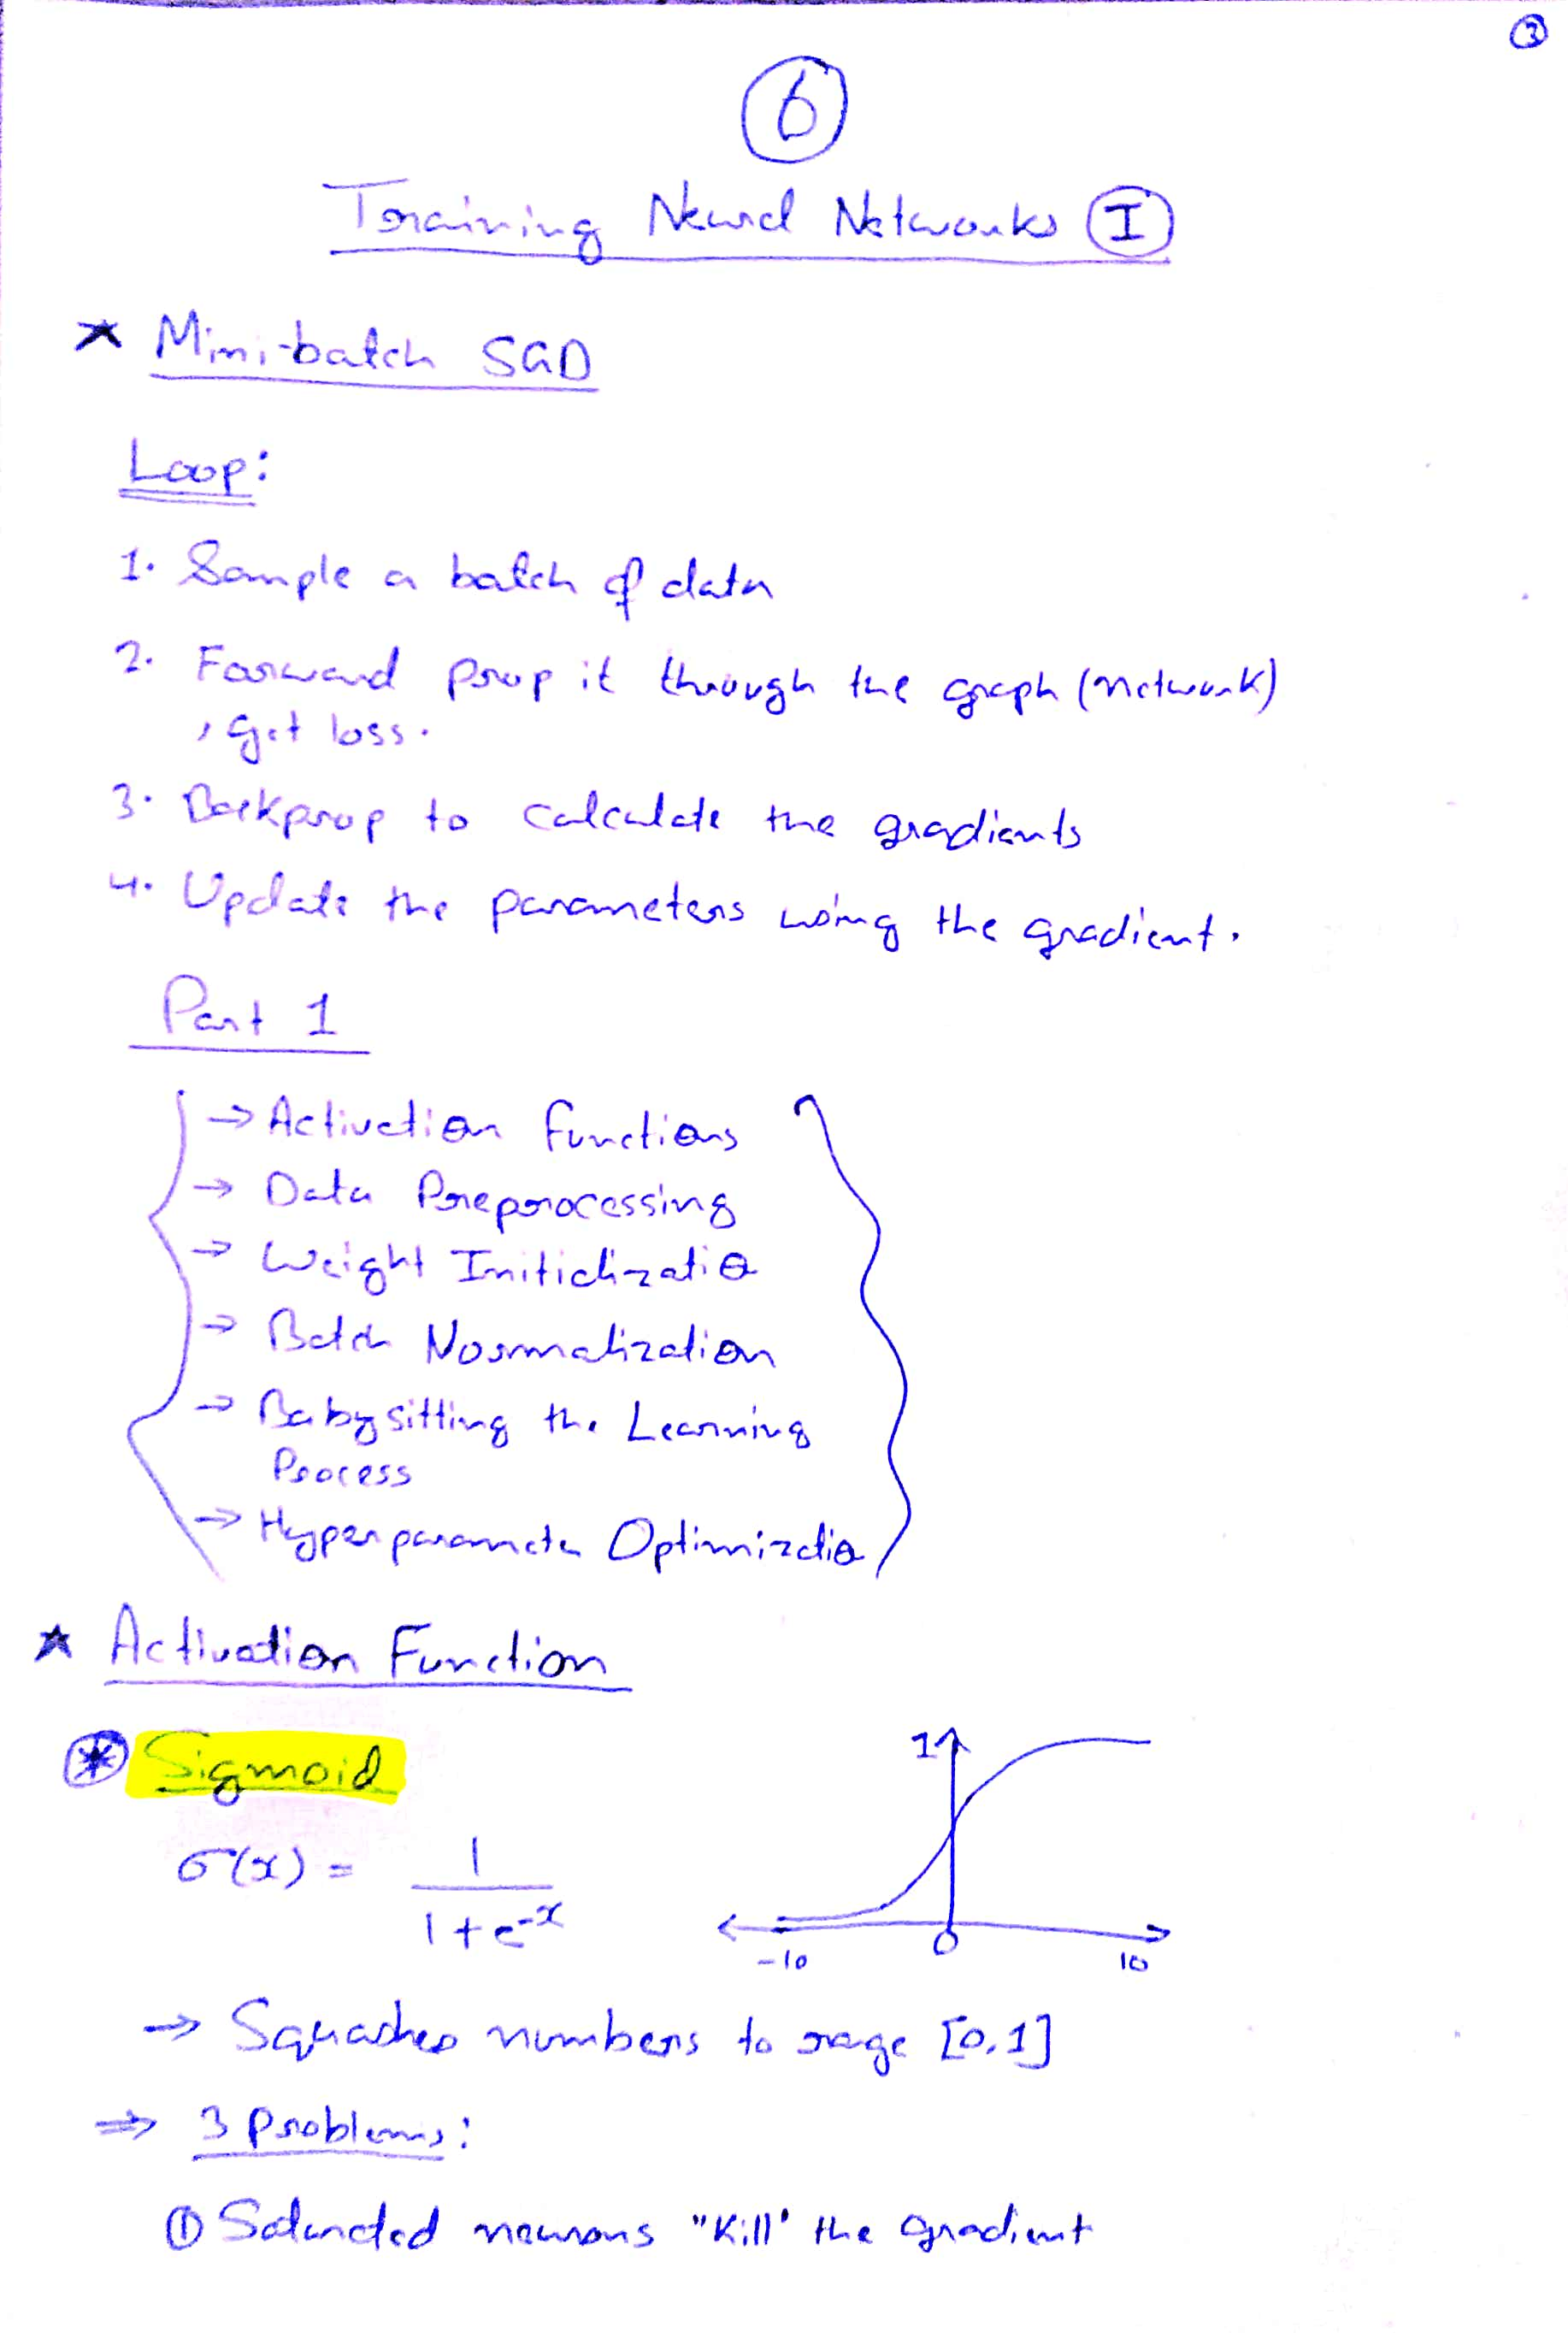 3
6
Training Neural Networks I
* Mini-batch SGD
Loop:
1. Sample a batch of data
2. Forward prop it through the graph (network)
, get loss.
3. Backprop to calculate the gradients
4. Update the parameters using the gradient.
Part 1
→ Activation Functions
→ Data Preprocessing
→ Weight Initialization
→ Batch Normalization
→ Babysitting the Learning
Process
→ Hyperparameter Optimization
* Activation Function
* Sigmoid
σ(x) = 1 / (1 + e^-x)
1
-10 0 10
→ Squashes numbers to range [0,1]
⇒ 3 Problems:
① Saturated neurons "Kill" the gradient